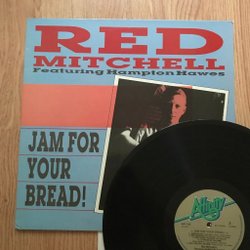 RED
MITCHELL
Featuring Hampton Hawes
JAM FOR
YOUR
BREAD!
Affinity